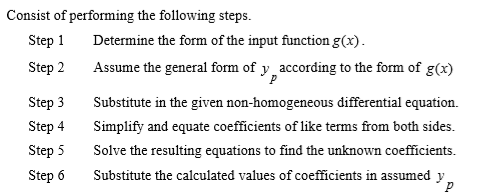 Consist of performing the following steps.
Step 1 Determine the form of the input function g(x).
Step 2 Assume the general form of y_p according to the form of g(x)
Step 3 Substitute in the given non-homogeneous differential equation.
Step 4 Simplify and equate coefficients of like terms from both sides.
Step 5 Solve the resulting equations to find the unknown coefficients.
Step 6 Substitute the calculated values of coefficients in assumed y_p